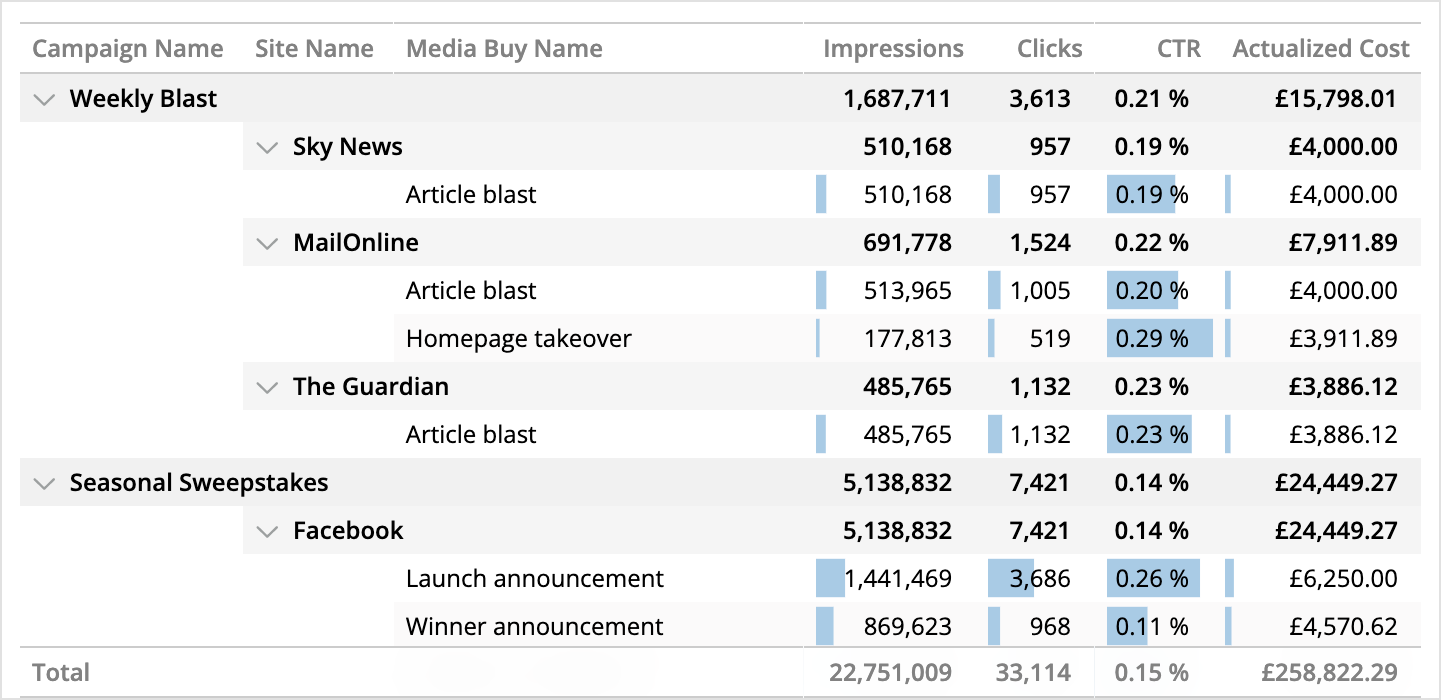 Campaign Name Site Name Media Buy Name Impressions Clicks CTR Actualized Cost
Weekly Blast 1,687,711 3,613 0.21 % £15,798.01
Sky News 510,168 957 0.19 % £4,000.00
Article blast 510,168 957 0.19 % £4,000.00
MailOnline 691,778 1,524 0.22 % £7,911.89
Article blast 513,965 1,005 0.20 % £4,000.00
Homepage takeover 177,813 519 0.29 % £3,911.89
The Guardian 485,765 1,132 0.23 % £3,886.12
Article blast 485,765 1,132 0.23 % £3,886.12
Seasonal Sweepstakes 5,138,832 7,421 0.14 % £24,449.27
Facebook 5,138,832 7,421 0.14 % £24,449.27
Launch announcement 1,441,469 3,686 0.26 % £6,250.00
Winner announcement 869,623 968 0.11 % £4,570.62
Total 22,751,009 33,114 0.15 % £258,822.29